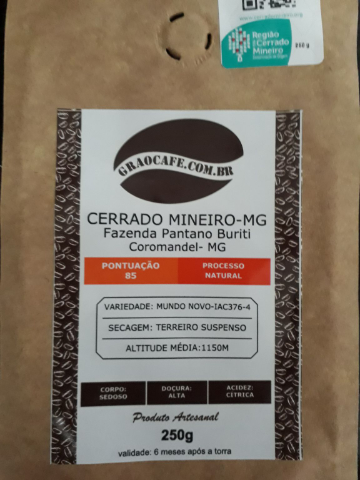 Região
do Cerrado
Mineiro
250 g
GRAOCAFE.COM.BR
CERRADO MINEIRO-MG
Fazenda Pantano Buriti
Coromandel- MG
PONTUAÇÃO
85
PROCESSO
NATURAL
VARIEDADE: MUNDO NOVO-IAC376-4
SECAGEM: TERREIRO SUSPENSO
ALTITUDE MÉDIA:1150M
CORPO:
SEDOSO
DOÇURA:
ALTA
ACIDEZ:
CÍTRICA
Produto Artesanal
250g
validade: 6 meses após a torra